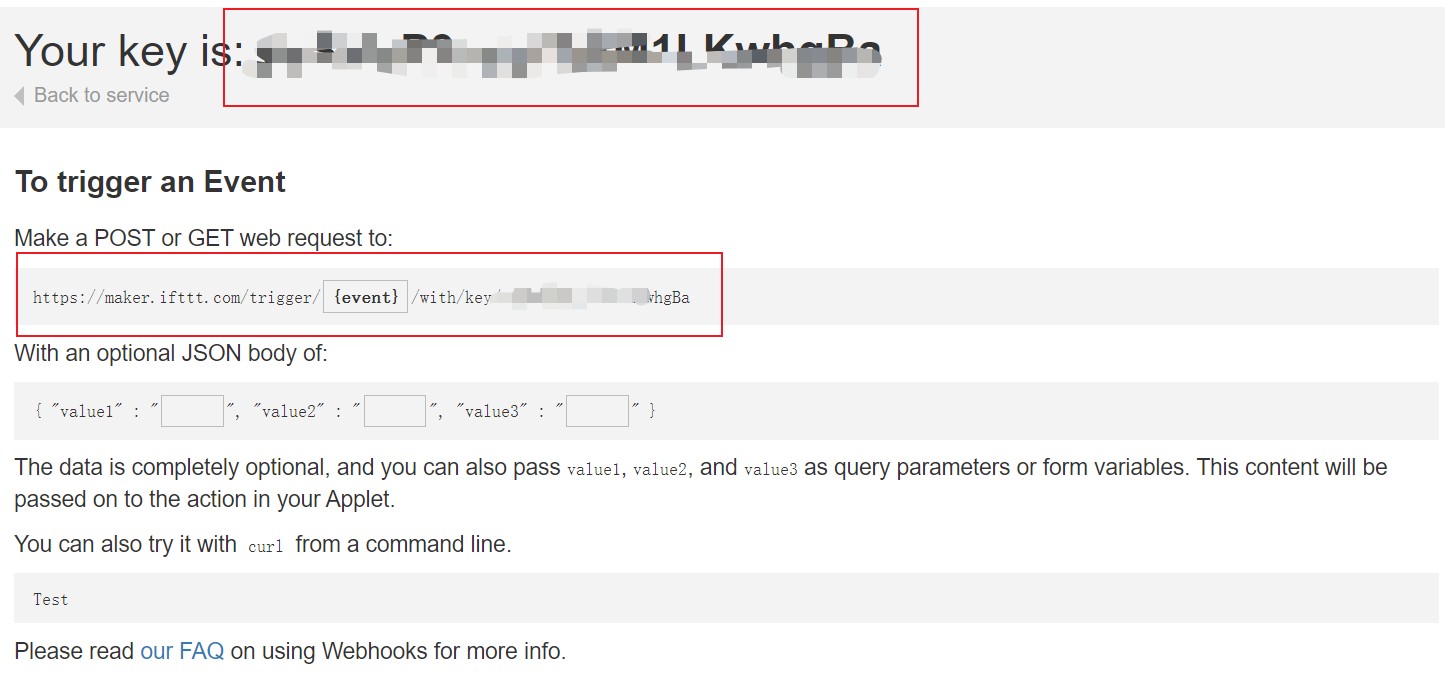 Your key is:
Back to service
To trigger an Event
Make a POST or GET web request to:
https://maker.ifttt.com/trigger/ {event} /with/key
With an optional JSON body of:
{ "value1" : "", "value2" : "", "value3" : "" }
The data is completely optional, and you can also pass value1, value2, and value3 as query parameters or form variables. This content will be
passed on to the action in your Applet.
You can also try it with curl from a command line.
Test
Please read our FAQ on using Webhooks for more info.